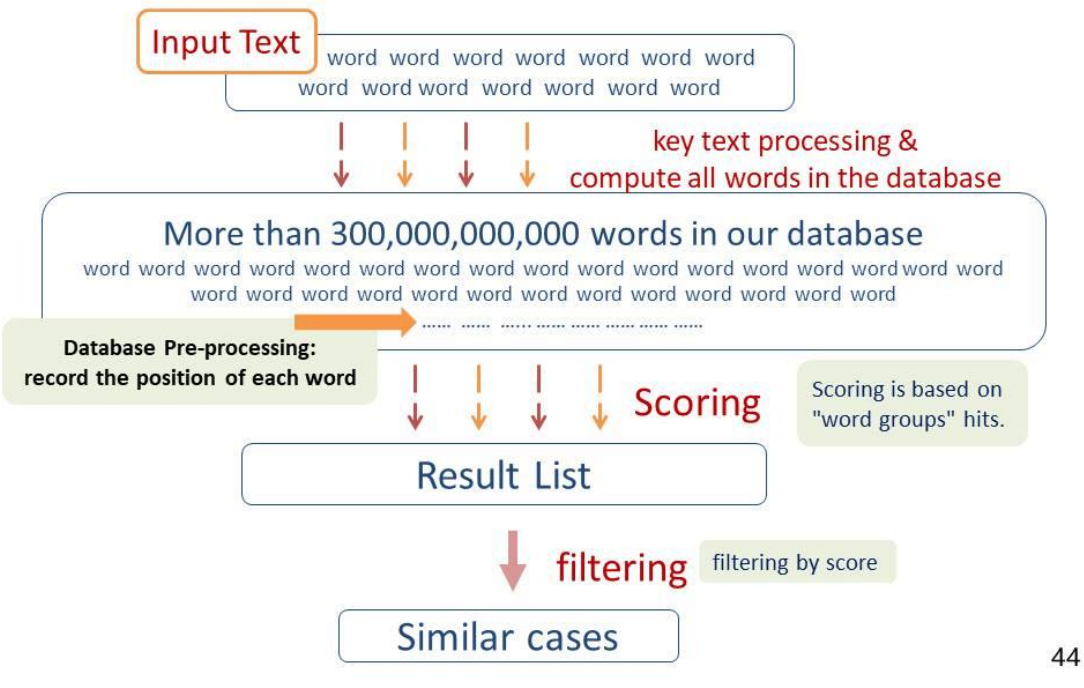 Input Text
word word word word word word word
word word word word word word word
key text processing &
compute all words in the database
More than 300,000,000,000 words in our database
word word word word word word word word word word word word word word word word word
word word word word word word word word word word word word word
...... ...... ...... ...... ...... ...... ...... ......
Database Pre-processing:
record the position of each word
Scoring
Scoring is based on
"word groups" hits.
Result List
filtering
filtering by score
Similar cases
44